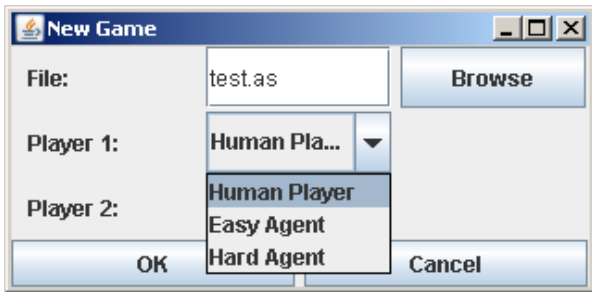 New Game
File: test.as Browse
Player 1: Human Pla...
Human Player
Player 2:
Easy Agent
Hard Agent
OK Cancel